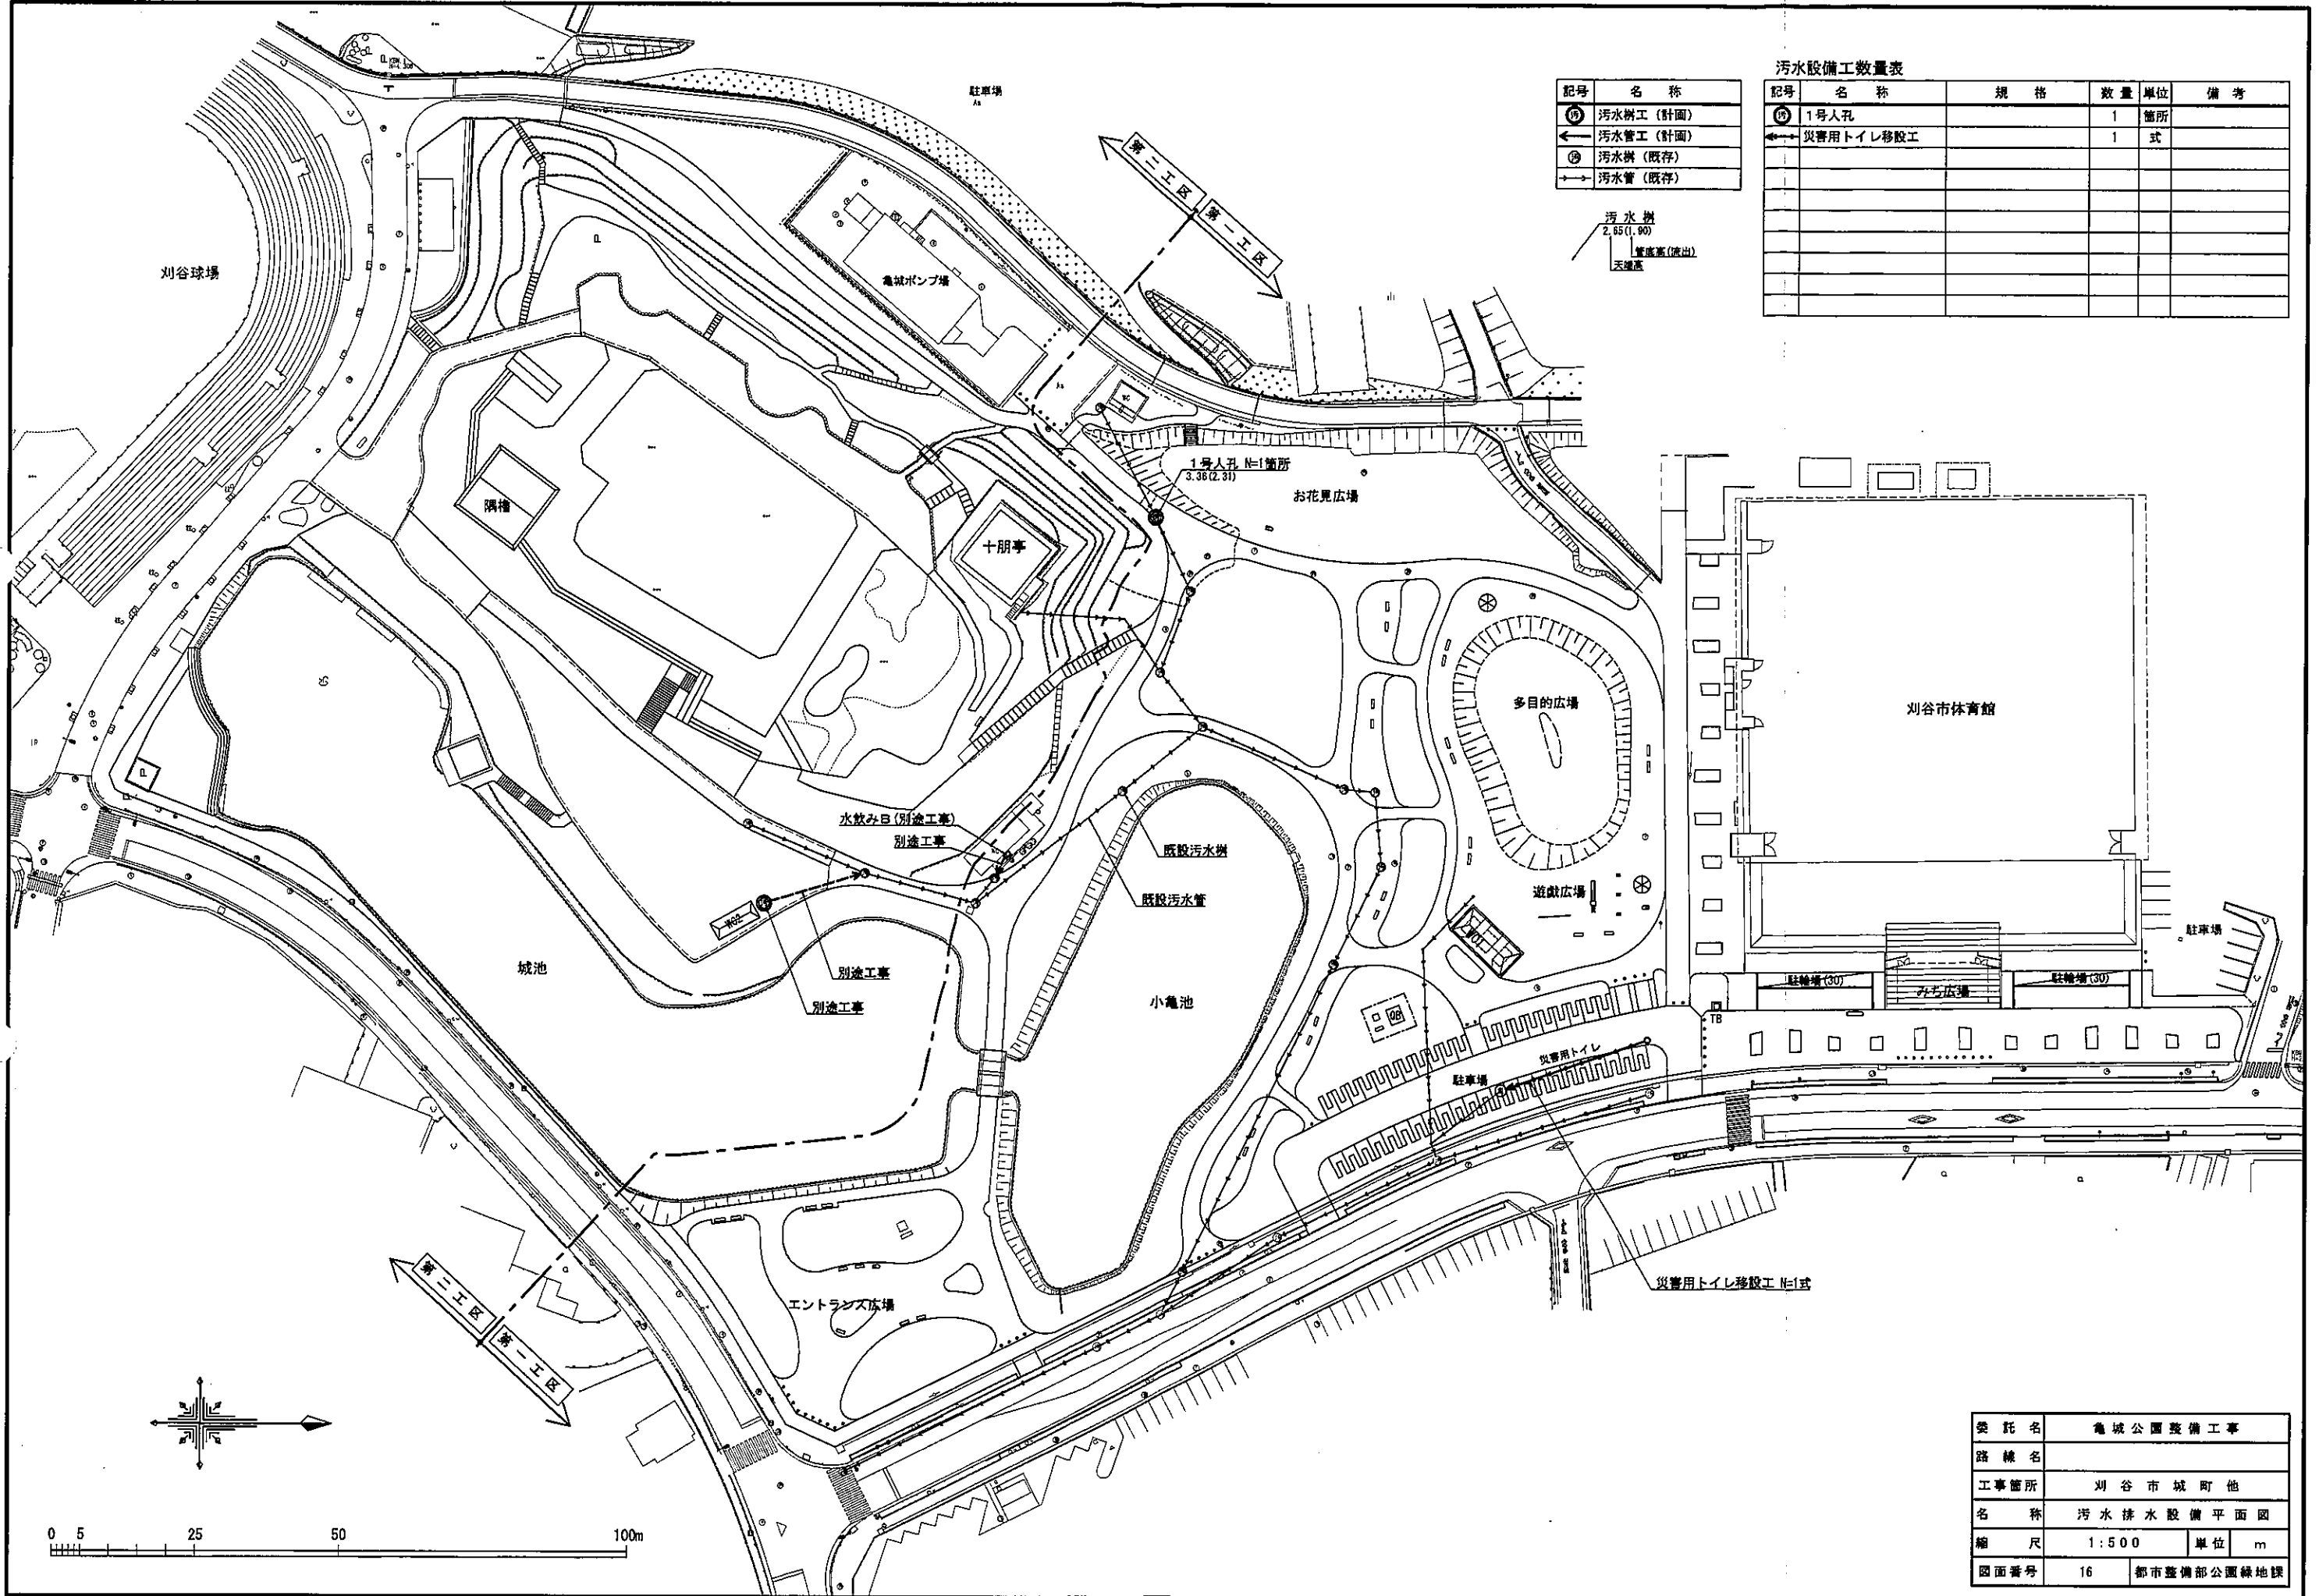 駐車場
As
刈谷球場
亀城ポンプ場
第二工区
第一工区
記号 名称
汚 汚水桝工（計画）
汚水管工（計画）
汚水桝（既存）
汚水管（既存）
汚水桝
2.65(1.90)
管底高(流出)
天端高
汚水設備工数量表
記号 名称 規格 数量 単位 備考
汚 1号人孔 1 箇所
災害用トイレ移設工 1 式
As
WC
1号人孔 N=1箇所
3.36(2.31)
お花見広場
隅櫓
十朋亭
多目的広場
刈谷市体育館
水飲みB(別途工事)
別途工事
既設汚水桝
既設汚水管
遊戯広場
W01
W02
駐車場
城池
別途工事
別途工事
小亀池
駐輪場(30)
みち広場
駐輪場(30)
TB
災害用トイレ
駐車場
災害用トイレ移設工 N=1式
第二工区
第一工区
エントランス広場
0 5 25 50 100m
委託名 亀城公園整備工事
路線名
工事箇所 刈谷市城町他
名称 汚水排水設備平面図
縮尺 1:500 単位 m
図面番号 16 都市整備部公園緑地課